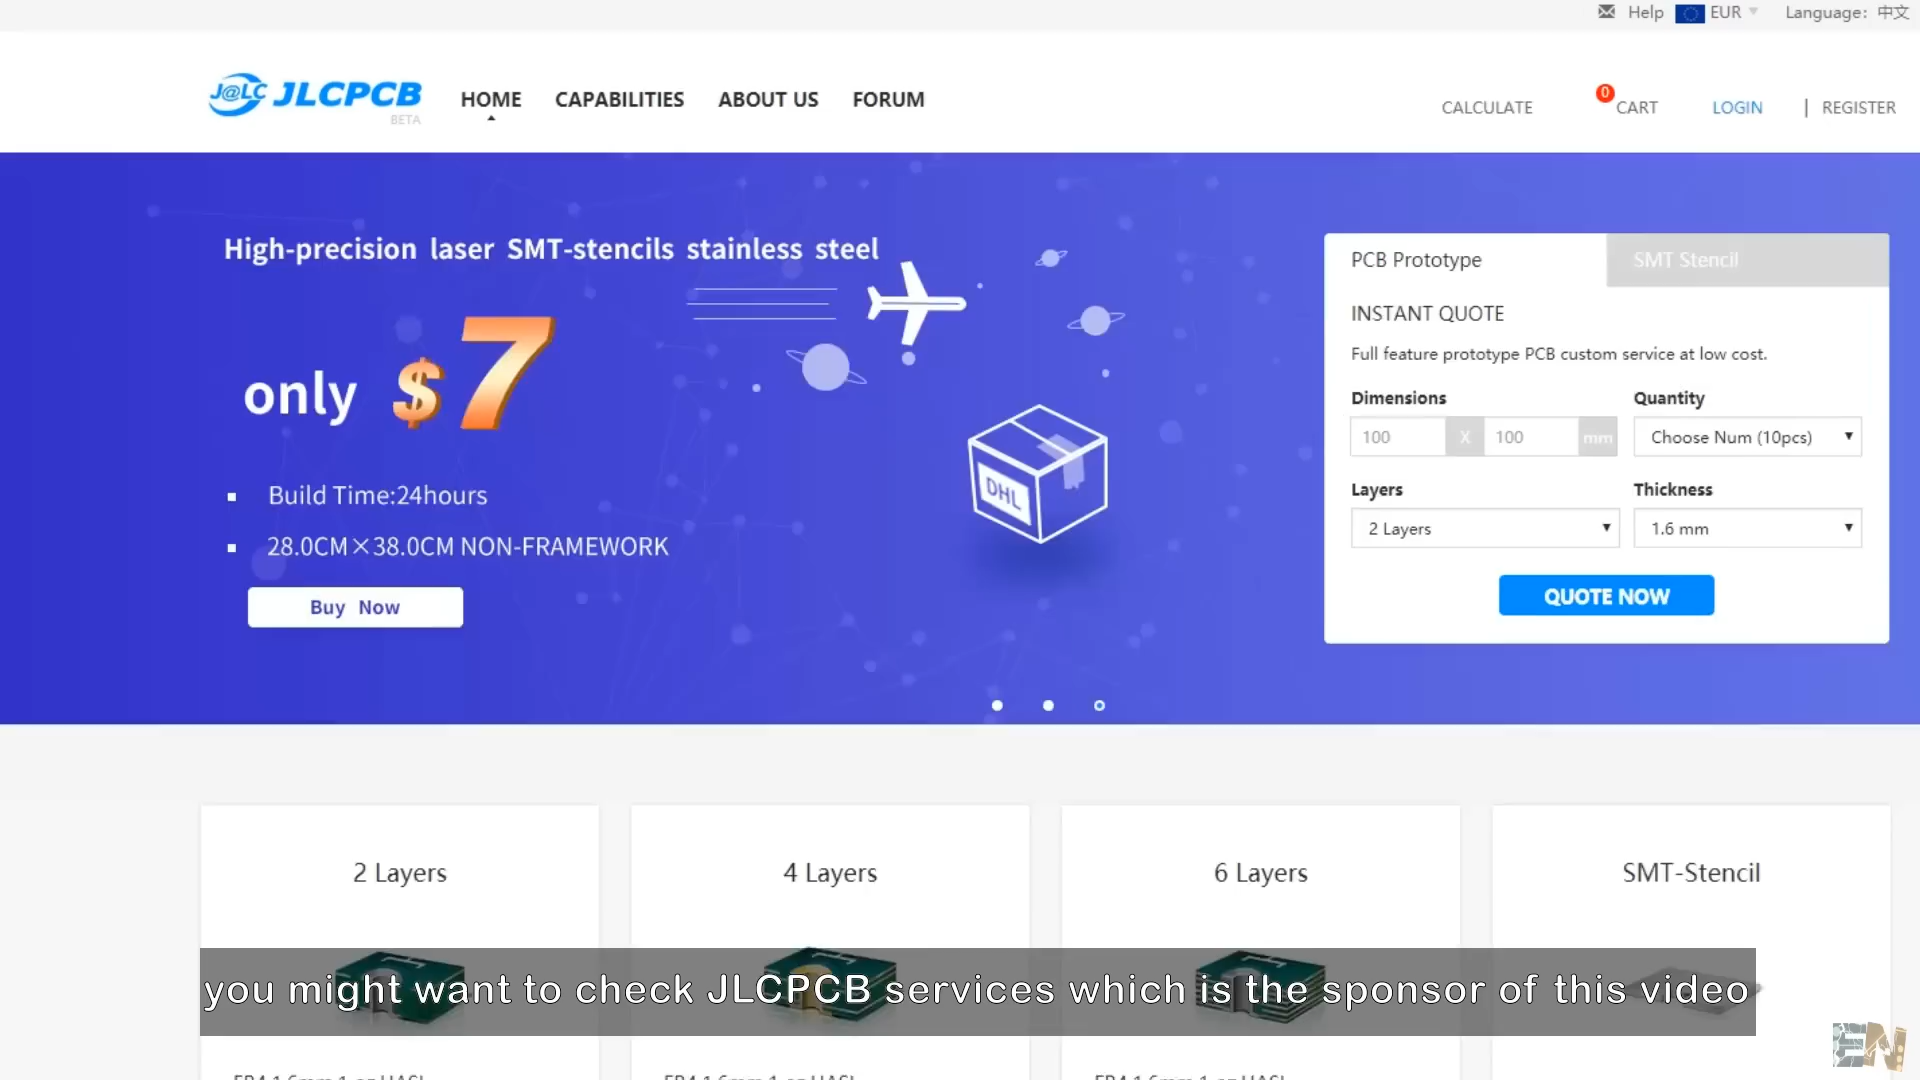 Help EUR Language: 中文
J@LC JLCPCB
BETA
HOME CAPABILITIES ABOUT US FORUM
CALCULATE 0 CART LOGIN | REGISTER
High-precision laser SMT-stencils stainless steel
only $7
Build Time:24hours
28.0CM×38.0CM NON-FRAMEWORK
Buy Now
DHL
PCB Prototype SMT Stencil
INSTANT QUOTE
Full feature prototype PCB custom service at low cost.
Dimensions Quantity
100 X 100 mm Choose Num (10pcs)
Layers Thickness
2 Layers 1.6 mm
QUOTE NOW
2 Layers 4 Layers 6 Layers SMT-Stencil
you might want to check JLCPCB services which is the sponsor of this video
EN